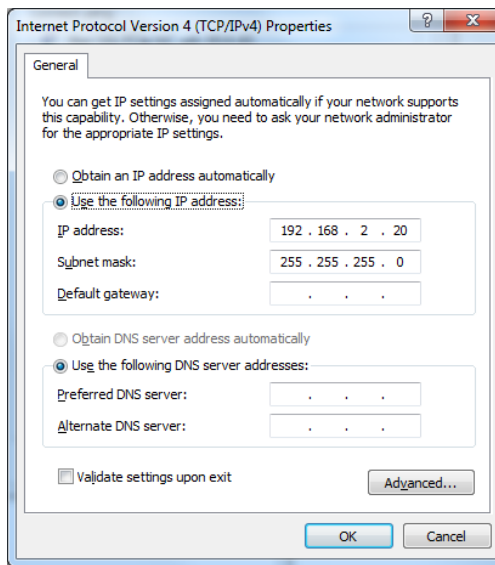 Internet Protocol Version 4 (TCP/IPv4) Properties
General
You can get IP settings assigned automatically if your network supports
this capability. Otherwise, you need to ask your network administrator
for the appropriate IP settings.
Obtain an IP address automatically
Use the following IP address:
IP address: 192 . 168 . 2 . 20
Subnet mask: 255 . 255 . 255 . 0
Default gateway: . . .
Obtain DNS server address automatically
Use the following DNS server addresses:
Preferred DNS server: . . .
Alternate DNS server: . . .
Validate settings upon exit
Advanced...
OK Cancel